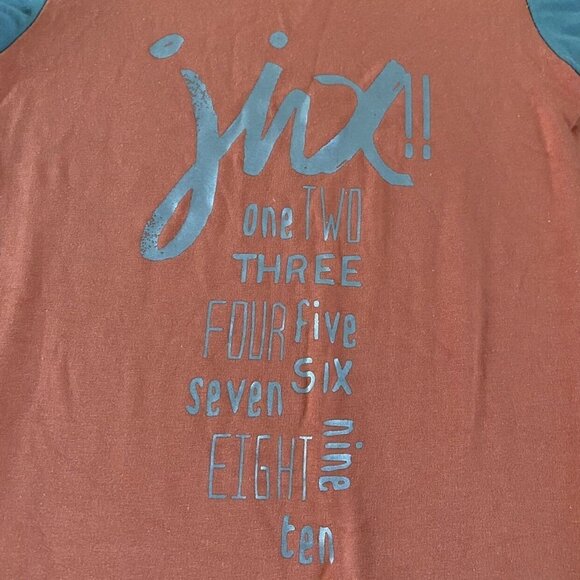 jinx!!
one TWO
THREE
FOUR five
seven SIX
EIGHT nine
ten